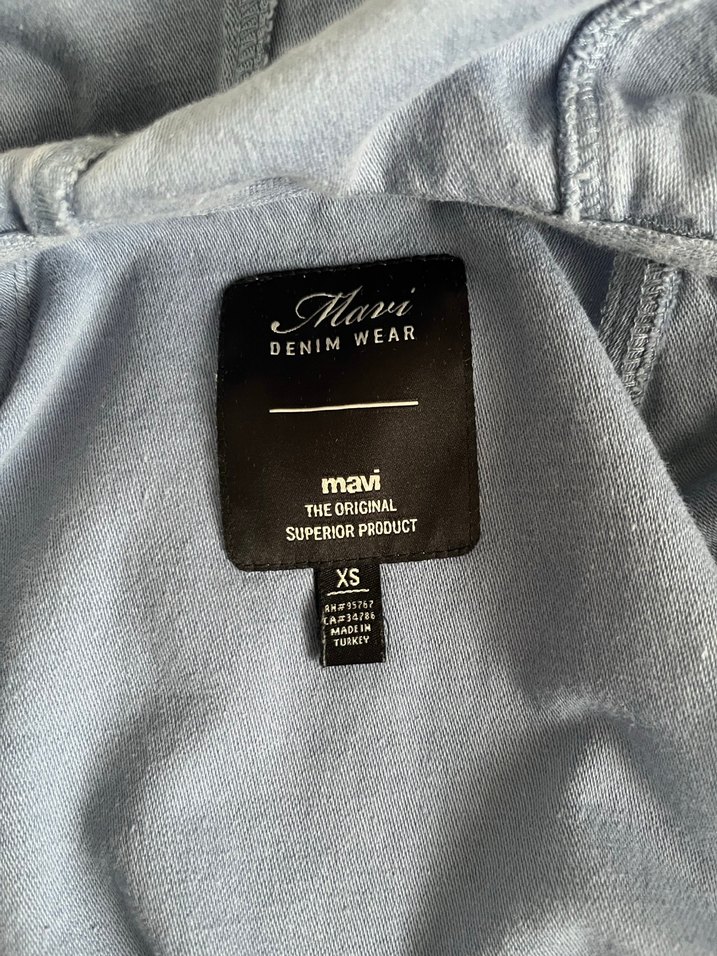 Mavi
DENIM WEAR
mavi
THE ORIGINAL
SUPERIOR PRODUCT
XS
RN#95767
CA#34786
MADE IN
TURKEY